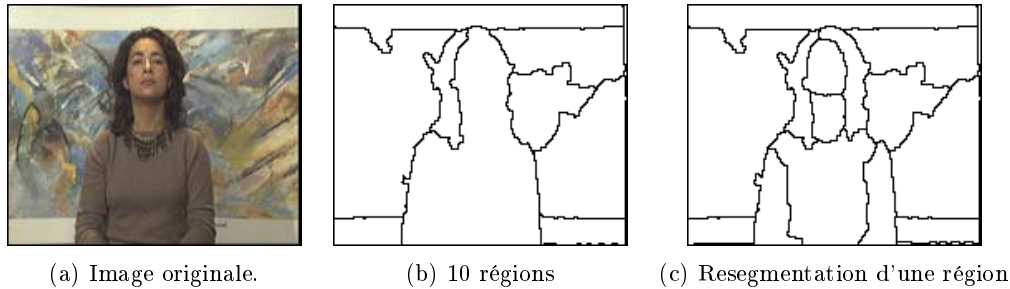 (a) Image originale.
(b) 10 régions
(c) Resegmentation d'une région